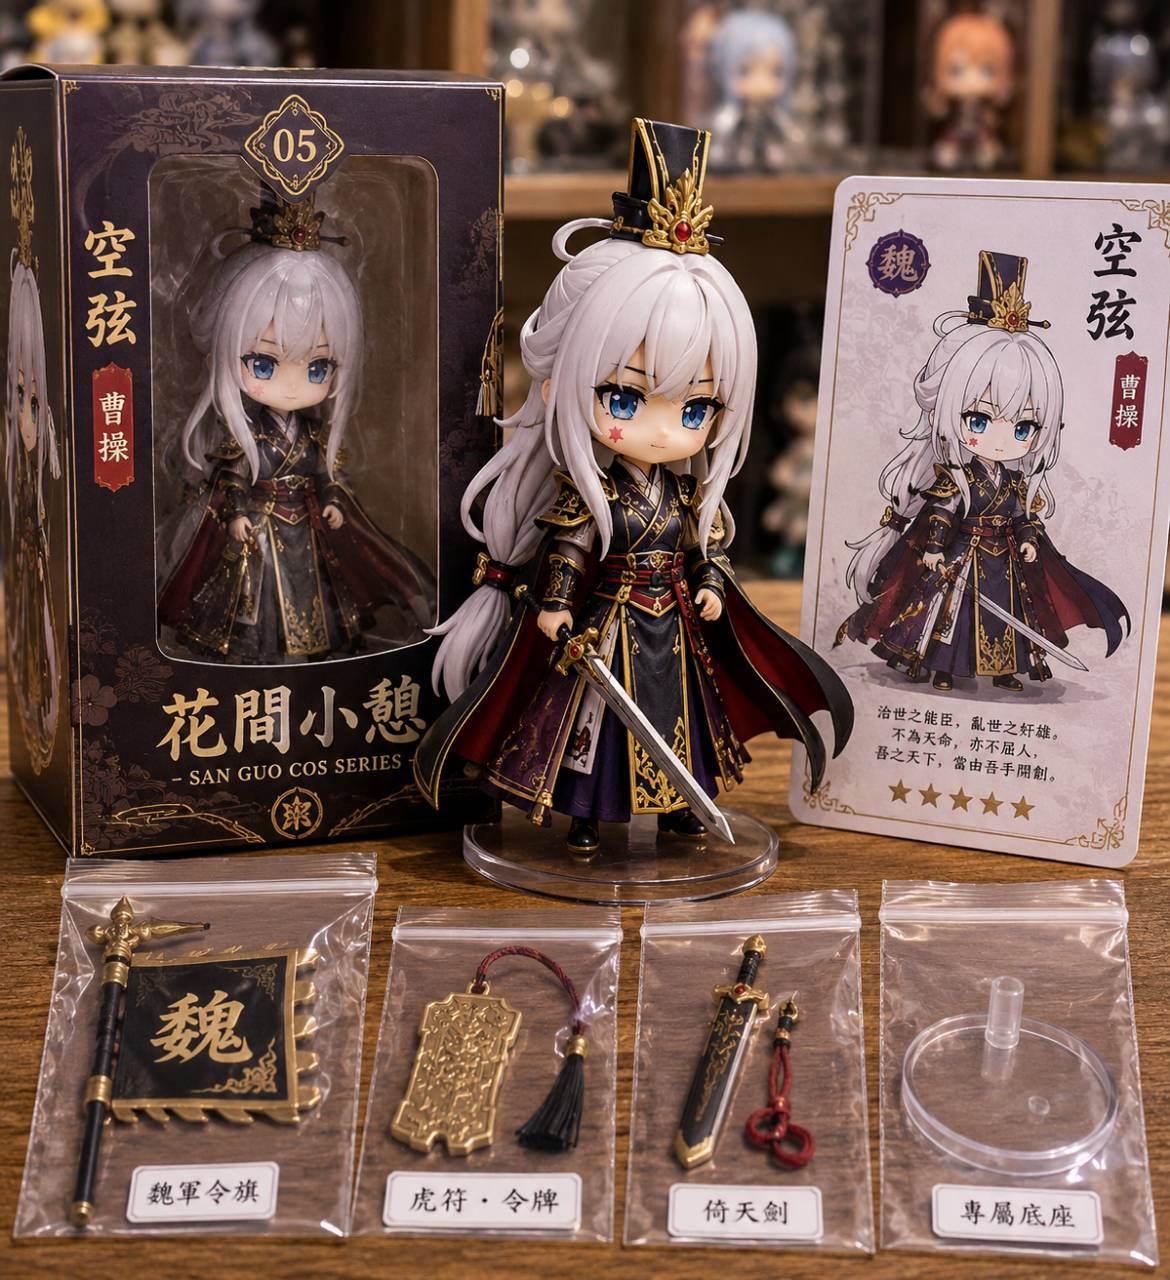 05
空弦
曹操
花間小憩
- SAN GUO COS SERIES -
魏
空弦
曹操
治世之能臣，亂世之奸雄。
不為天命，亦不屈人，
吾之天下，當由吾手開創。
魏
魏軍令旗
虎符・令牌
倚天劍
專屬底座